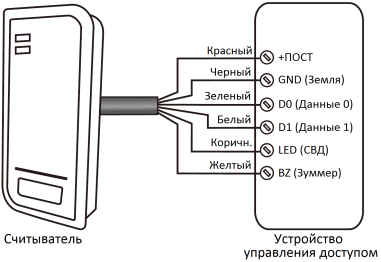 Красный +ПОСТ
Черный GND (Земля)
Зеленый D0 (Данные 0)
Белый D1 (Данные 1)
Коричн. LED (СВД)
Желтый BZ (Зуммер)
Считыватель
Устройство
управления доступом